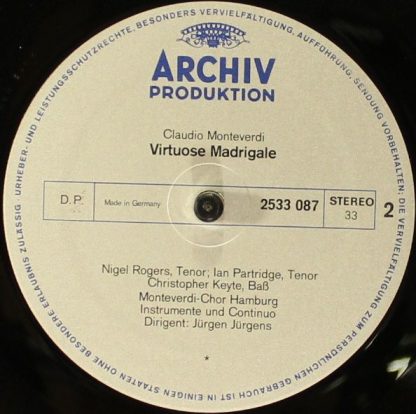 URHEBER- UND LEISTUNGSSCHUTZRECHTE, BESONDERS VERVIELFÄLTIGUNG, AUFFÜHRUNG, SENDUNG VORBEHALTEN! DIE VERVIELFÄLTIGUNG ZUM PERSÖNLICHEN GEBRAUCH IST IN EINIGEN STAATEN OHNE BESONDERE ERLAUBNIS ZULÄSSIG ·
ARCHIV
PRODUKTION
Claudio Monteverdi
Virtuose Madrigale
D.P.
Made in Germany
2533 087
STEREO
33
2
Nigel Rogers, Tenor; Ian Partridge, Tenor
Christopher Keyte, Baß
Monteverdi-Chor Hamburg
Instrumente und Continuo
Dirigent: Jürgen Jürgens
*